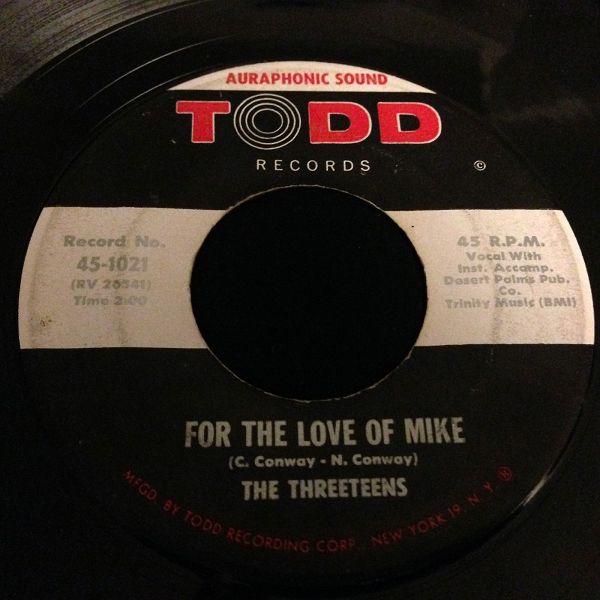 AURAPHONIC SOUND
TODD
RECORDS
©
Record No.
45-1021
(RV 26541)
Time 2:00
45 R.P.M.
Vocal With
Inst. Accomp.
Desert Palms Pub.
Co.
Trinity Music (BMI)
FOR THE LOVE OF MIKE
(C. Conway - N. Conway)
THE THREETEENS
MFGD. BY TODD RECORDING CORP. NEW YORK 19, N. Y. ®